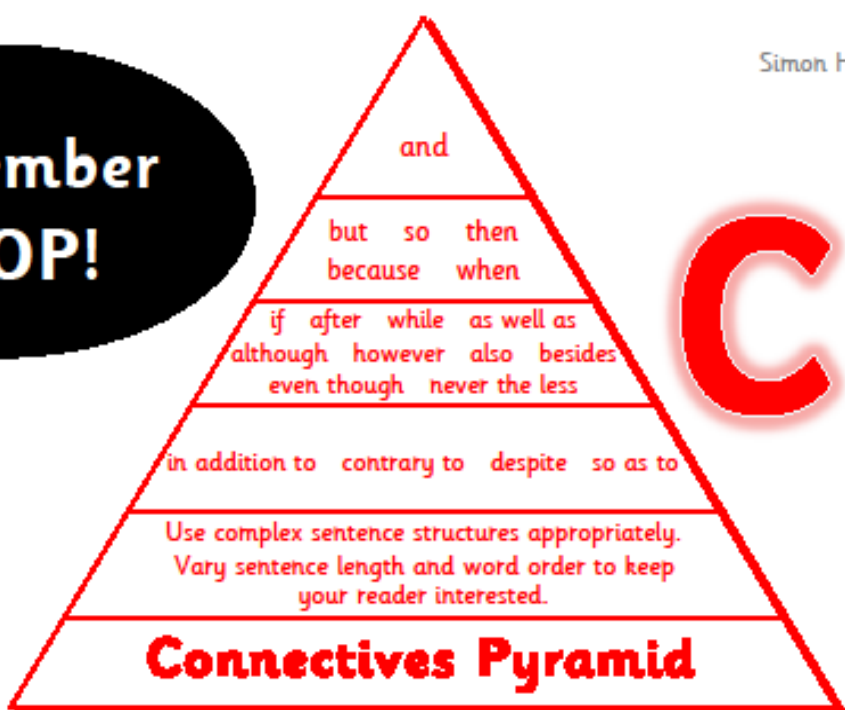 Simon H
mber
OP!
and
but so then
because when
if after while as well as
although however also besides
even though never the less
in addition to contrary to despite so as to
Use complex sentence structures appropriately.
Vary sentence length and word order to keep
your reader interested.
Connectives Pyramid
C